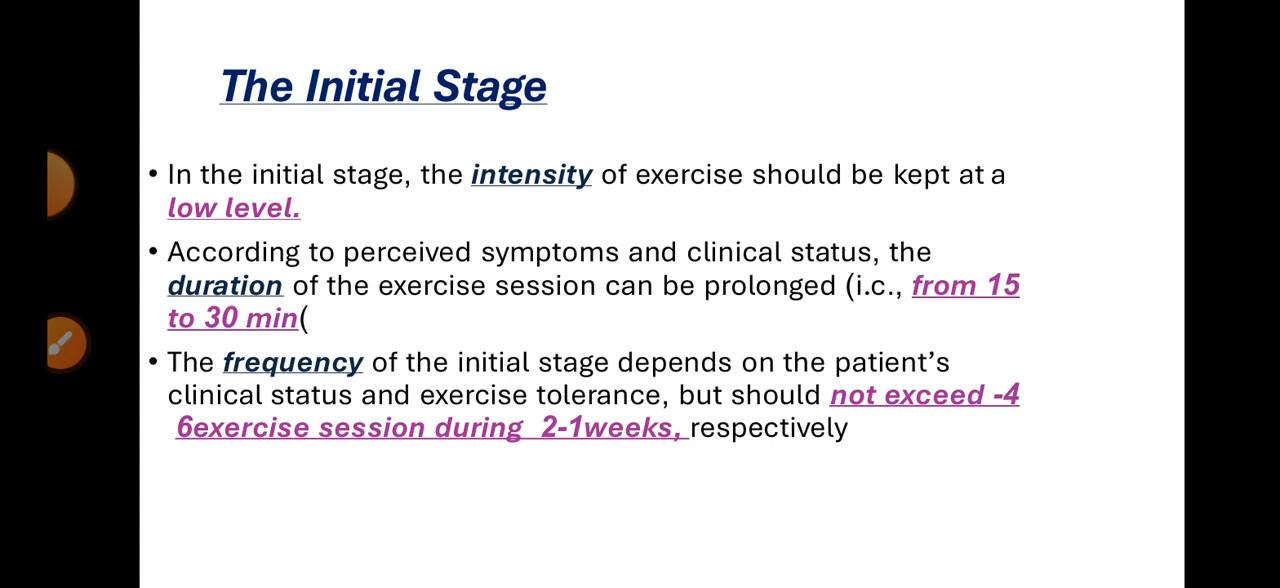 The Initial Stage
• In the initial stage, the intensity of exercise should be kept at a
low level.
• According to perceived symptoms and clinical status, the
duration of the exercise session can be prolonged (i.c., from 15
to 30 min(
• The frequency of the initial stage depends on the patient’s
clinical status and exercise tolerance, but should not exceed -4
6exercise session during 2-1weeks, respectively